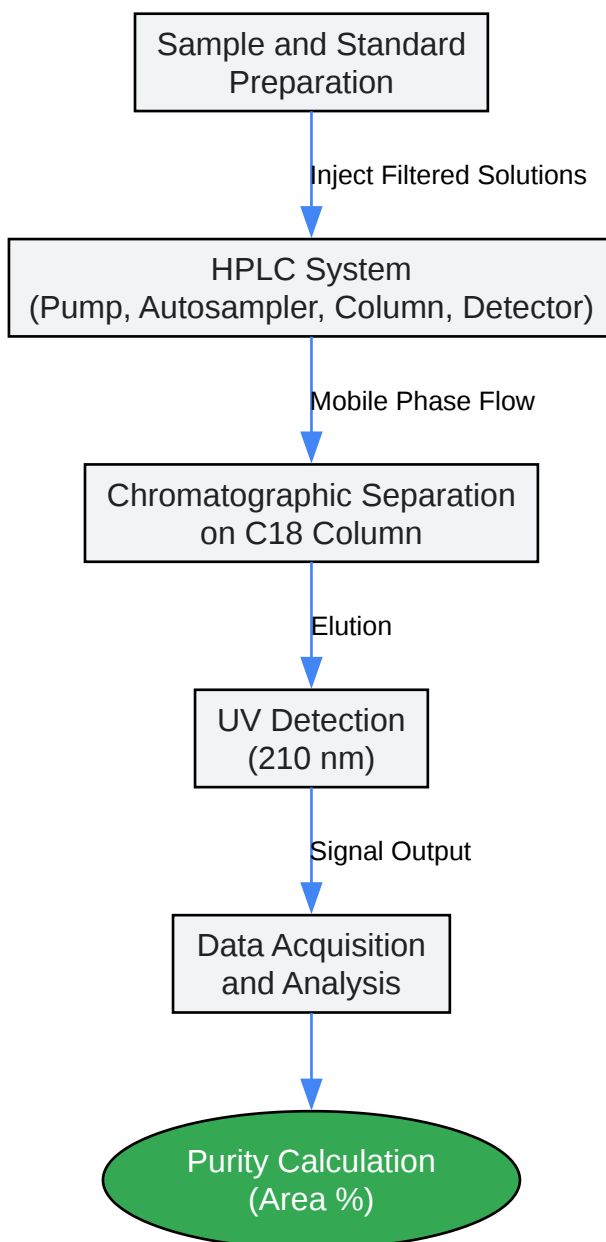 Sample and Standard
Preparation
Inject Filtered Solutions
HPLC System
(Pump, Autosampler, Column, Detector)
Mobile Phase Flow
Chromatographic Separation
on C18 Column
Elution
UV Detection
(210 nm)
Signal Output
Data Acquisition
and Analysis
Purity Calculation
(Area %)